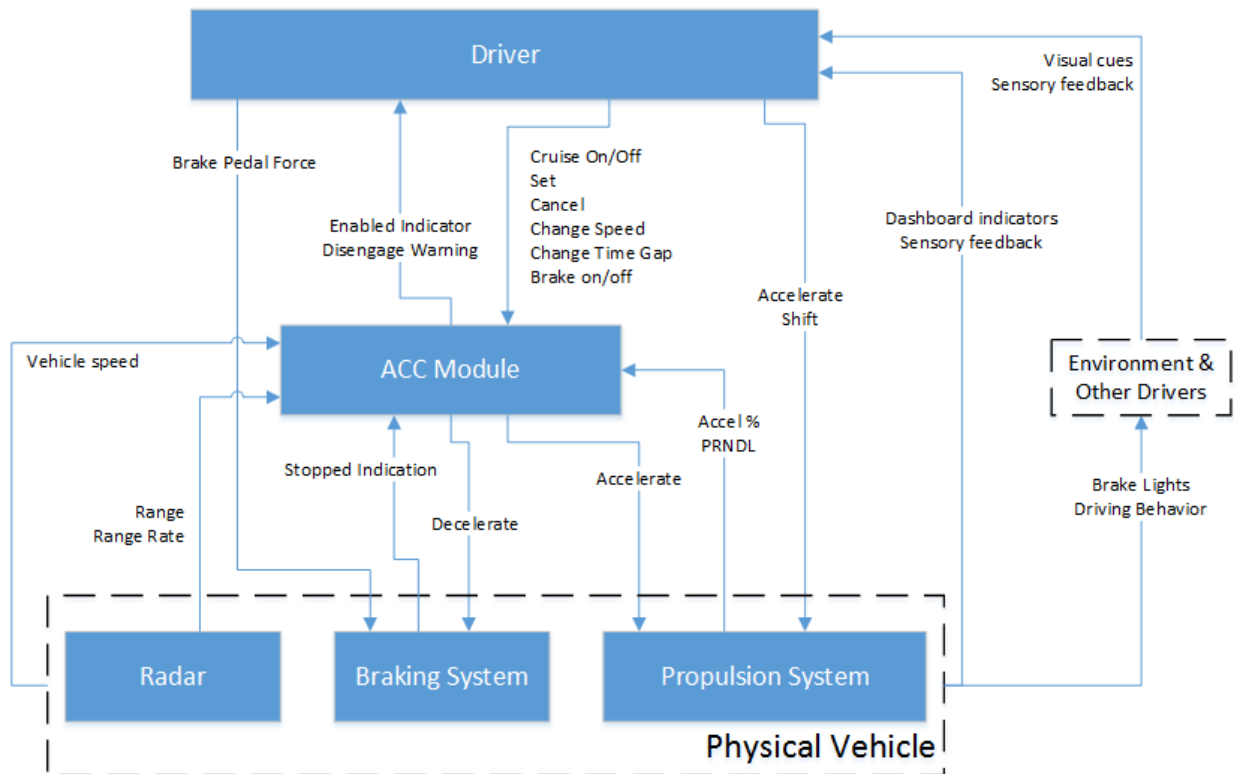 Driver
Visual cues
Sensory feedback
Brake Pedal Force
Cruise On/Off
Set
Cancel
Change Speed
Change Time Gap
Brake on/off
Enabled Indicator
Disengage Warning
Dashboard indicators
Sensory feedback
Accelerate
Shift
Vehicle speed
ACC Module
Environment &
Other Drivers
Accel %
PRNDL
Stopped Indication
Accelerate
Brake Lights
Driving Behavior
Range
Range Rate
Decelerate
Radar
Braking System
Propulsion System
Physical Vehicle